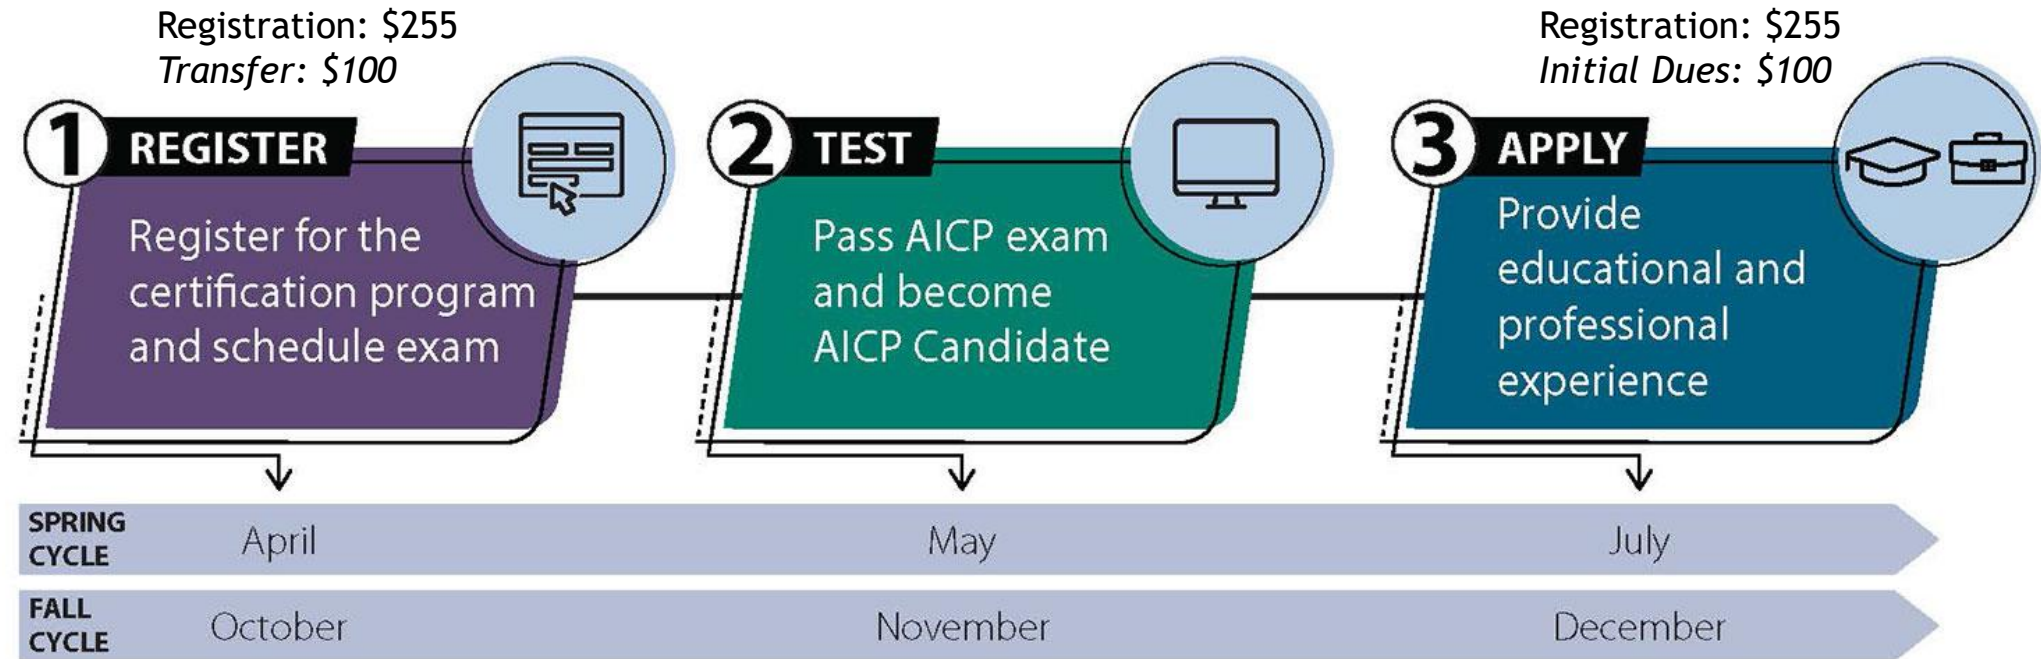 Registration: $255
Transfer: $100
1 REGISTER
Register for the
certification program
and schedule exam
2 TEST
Pass AICP exam
and become
AICP Candidate
Registration: $255
Initial Dues: $100
3 APPLY
Provide
educational and
professional
experience
SPRING
CYCLE
April
May
July
FALL
CYCLE
October
November
December